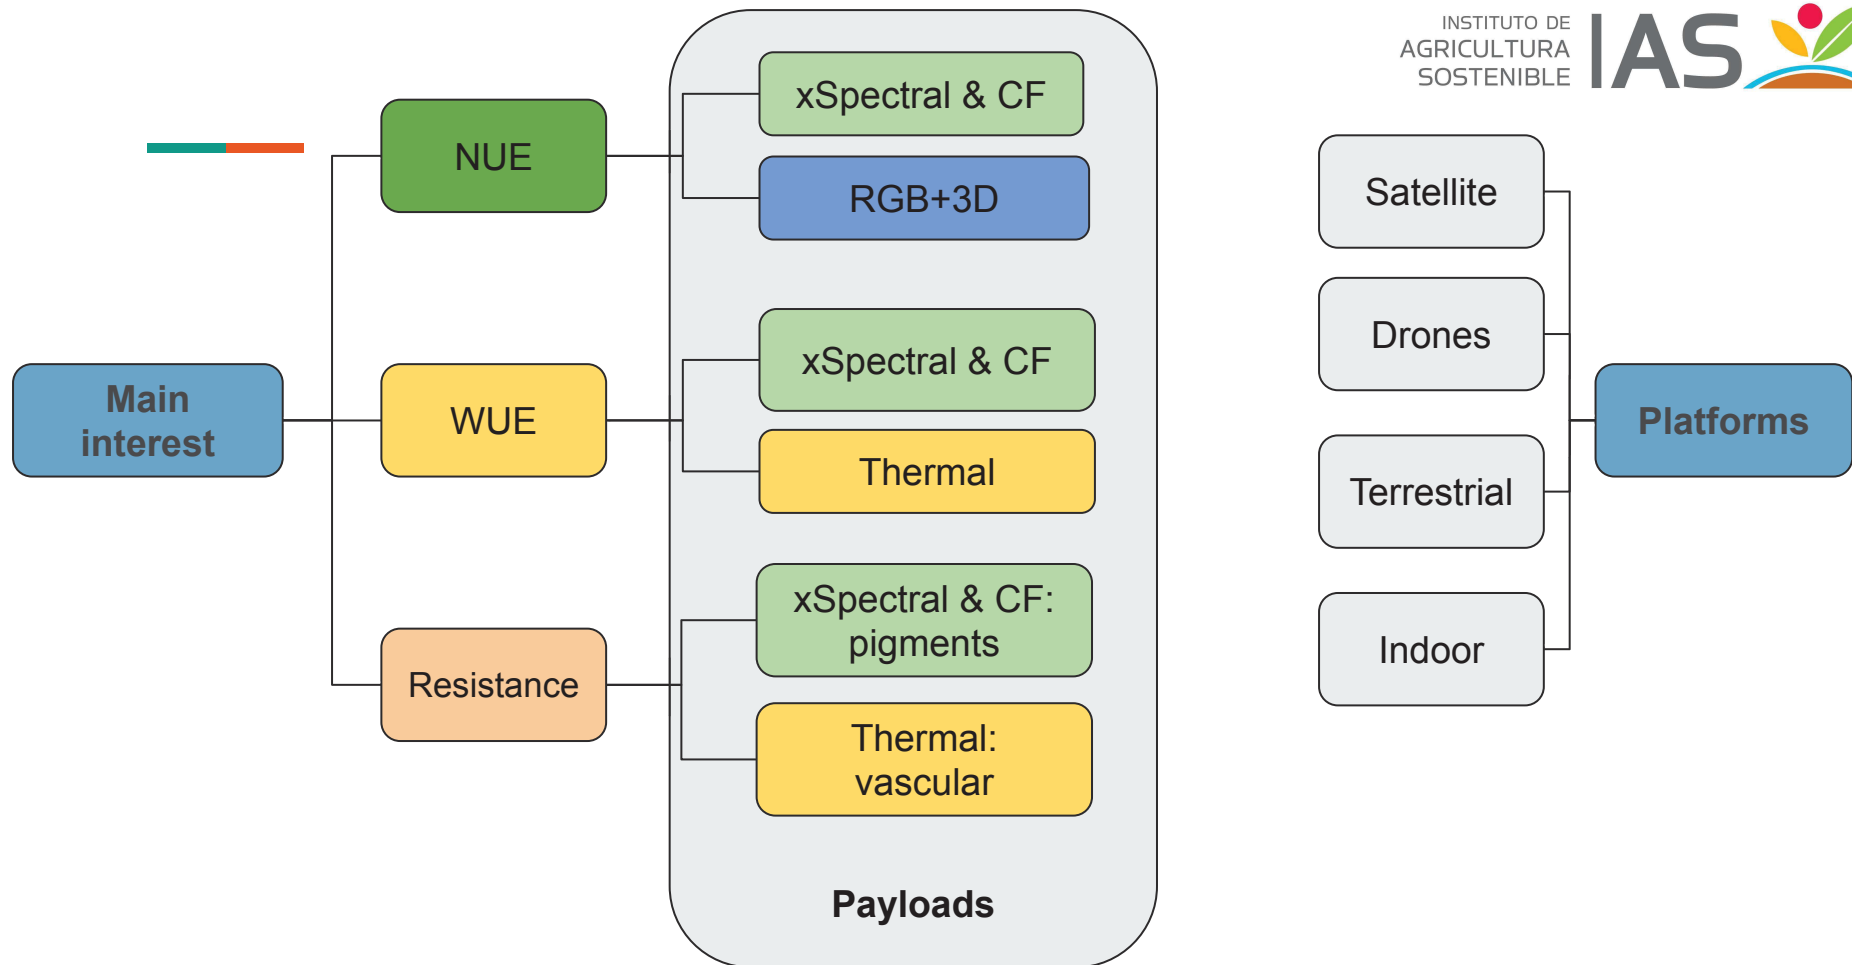 INSTITUTO DE
AGRICULTURA
SOSTENIBLE
IAS
Main
interest
NUE
WUE
Resistance
xSpectral & CF
RGB+3D
xSpectral & CF
Thermal
xSpectral & CF:
pigments
Thermal:
vascular
Payloads
Satellite
Drones
Terrestrial
Indoor
Platforms